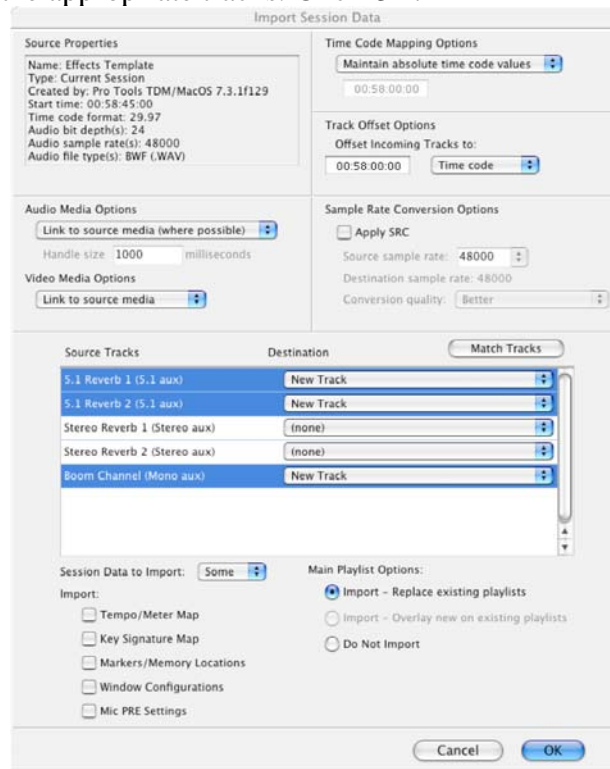 Import Session Data
Source Properties
Name: Effects Template
Type: Current Session
Created by: Pro Tools TDM/MacOS 7.3.1f129
Start time: 00:58:45:00
Time code format: 29.97
Audio bit depth(s): 24
Audio sample rate(s): 48000
Audio file type(s): BWF (.WAV)
Time Code Mapping Options
Maintain absolute time code values
00:58:00:00
Track Offset Options
Offset Incoming Tracks to:
00:58:00:00 Time code
Audio Media Options
Link to source media (where possible)
Handle size 1000 milliseconds
Video Media Options
Link to source media
Sample Rate Conversion Options
Apply SRC
Source sample rate: 48000
Destination sample rate: 48000
Conversion quality: Better
Source Tracks Destination Match Tracks
5.1 Reverb 1 (5.1 aux) New Track
5.1 Reverb 2 (5.1 aux) New Track
Stereo Reverb 1 (Stereo aux) (none)
Stereo Reverb 2 (Stereo aux) (none)
Boom Channel (Mono aux) New Track
Session Data to Import: Some
Import:
Tempo/Meter Map
Key Signature Map
Markers/Memory Locations
Window Configurations
Mic PRE Settings
Main Playlist Options:
Import - Replace existing playlists
Import - Overlay new on existing playlists
Do Not Import
Cancel OK